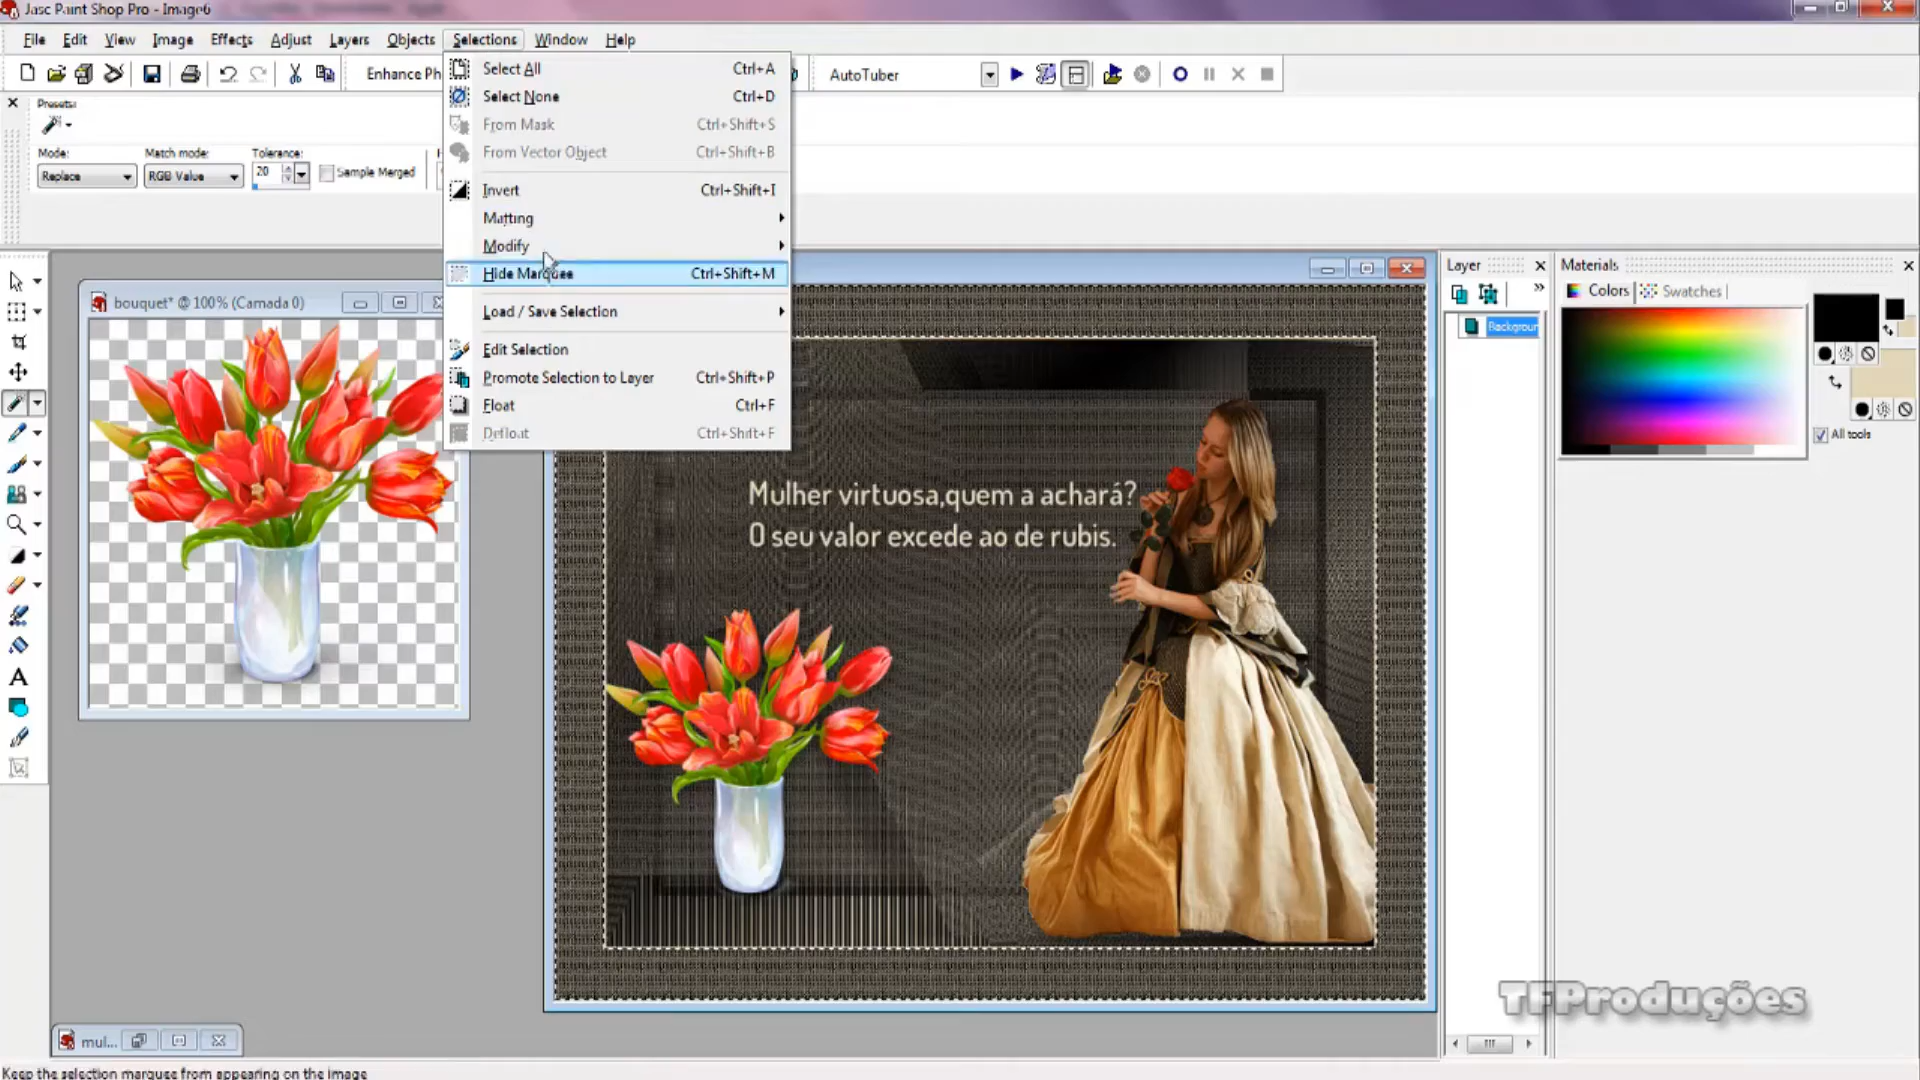 Jasc Paint Shop Pro - Image6
File Edit View Image Effects Adjust Layers Objects Selections Window Help
Enhance Ph
AutoTuber
Presets:
Mode: Match mode: Tolerance:
Replace RGB Value 20 Sample Merged
Select All Ctrl+A
Select None Ctrl+D
From Mask Ctrl+Shift+S
From Vector Object Ctrl+Shift+B
Invert Ctrl+Shift+I
Matting
Modify
Hide Marquee Ctrl+Shift+M
Load / Save Selection
Edit Selection
Promote Selection to Layer Ctrl+Shift+P
Float Ctrl+F
Defloat Ctrl+Shift+F
bouquet* @ 100% (Camada 0)
Mulher virtuosa,quem a achará?
O seu valor excede ao de rubis.
Layer
Backgroun
Materials
Colors Swatches
All tools
TFProduções
mul...
Keep the selection marquee from appearing on the image